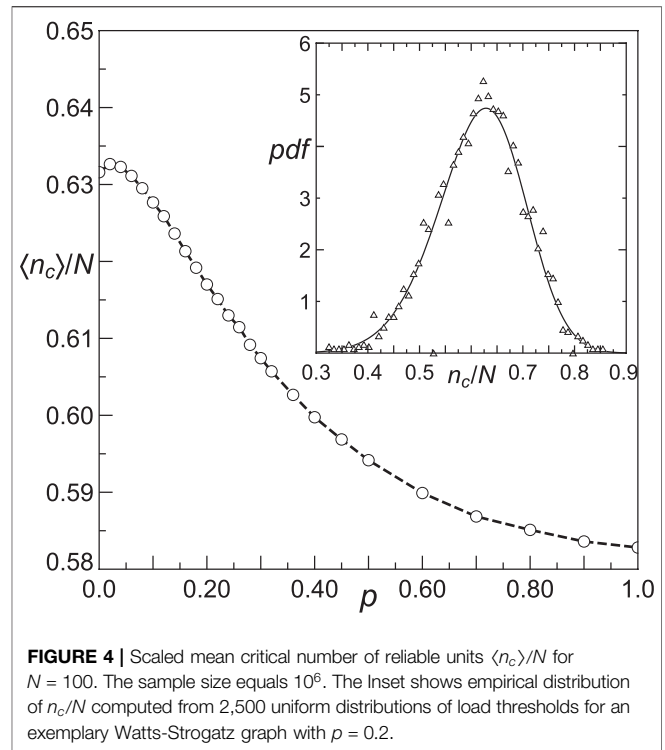 0.65
0.64
0.63
⟨n_c⟩/N
0.61
0.60
0.59
0.58
0.0 0.20 0.40 0.60 0.80 1.0
p
6
5
pdf
4
3
2
1
0.3 0.4 0.5 0.6 0.7 0.8 0.9
n_c/N
FIGURE 4 | Scaled mean critical number of reliable units ⟨n_c⟩/N for
N = 100. The sample size equals 10⁶. The Inset shows empirical distribution
of n_c/N computed from 2,500 uniform distributions of load thresholds for an
exemplary Watts-Strogatz graph with p = 0.2.